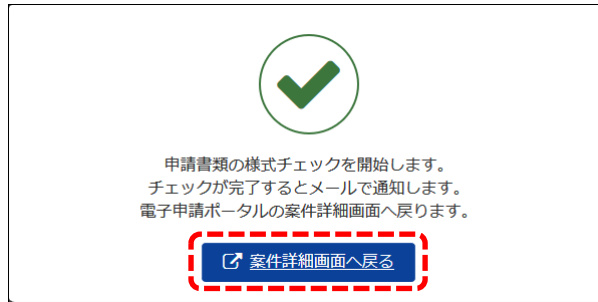 申請書類の様式チェックを開始します。
チェックが完了するとメールで通知します。
電子申請ポータルの案件詳細画面へ戻ります。
案件詳細画面へ戻る